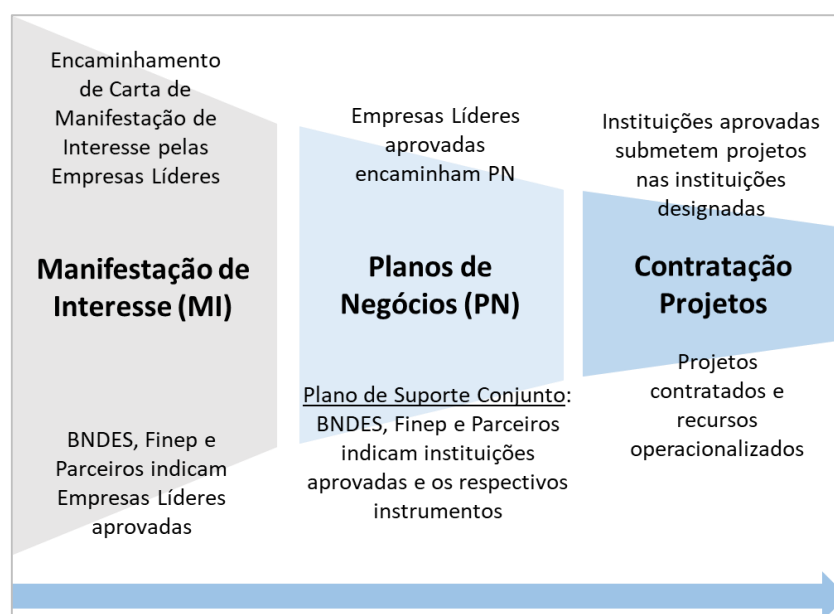 Encaminhamento
de Carta de
Manifestação de
Interesse pelas
Empresas Líderes
Manifestação de
Interesse (MI)
BNDES, Finep e
Parceiros indicam
Empresas Líderes
aprovadas
Empresas Líderes
aprovadas
encaminham PN
Planos de
Negócios (PN)
Plano de Suporte Conjunto:
BNDES, Finep e Parceiros
indicam instituições
aprovadas e os respectivos
instrumentos
Instituições aprovadas
submetem projetos
nas instituições
designadas
Contratação
Projetos
Projetos
contratados e
recursos
operacionalizados